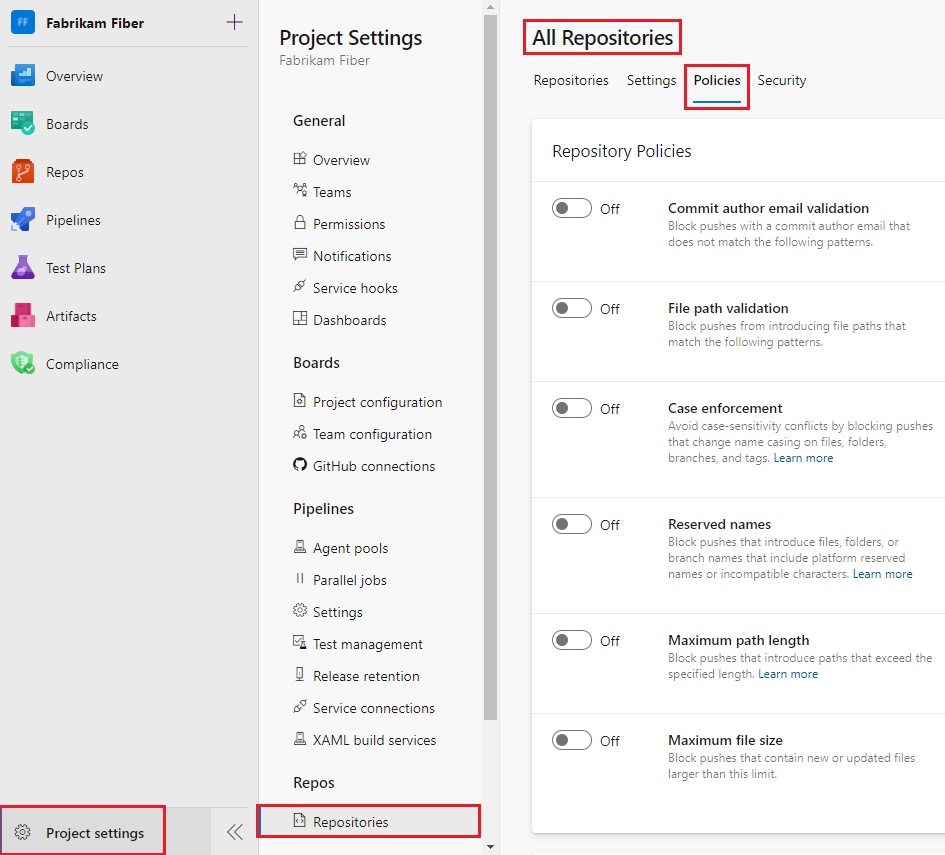 FF
Fabrikam Fiber
Overview
Boards
Repos
Pipelines
Test Plans
Artifacts
Compliance
Project settings
Project Settings
Fabrikam Fiber
General
Overview
Teams
Permissions
Notifications
Service hooks
Dashboards
Boards
Project configuration
Team configuration
GitHub connections
Pipelines
Agent pools
Parallel jobs
Settings
Test management
Release retention
Service connections
XAML build services
Repos
Repositories
All Repositories
Repositories Settings Policies Security
Repository Policies
Off Commit author email validation
Block pushes with a commit author email that
does not match the following patterns.
Off File path validation
Block pushes from introducing file paths that
match the following patterns.
Off Case enforcement
Avoid case-sensitivity conflicts by blocking pushes
that change name casing on files, folders,
branches, and tags. Learn more
Off Reserved names
Block pushes that introduce files, folders, or
branch names that include platform reserved
names or incompatible characters. Learn more
Off Maximum path length
Block pushes that introduce paths that exceed the
specified length. Learn more
Off Maximum file size
Block pushes that contain new or updated files
larger than this limit.